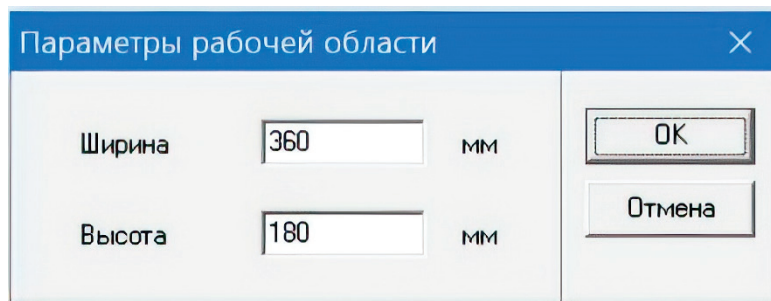 Параметры рабочей области
Ширина 360 мм OK
Высота 180 мм Отмена